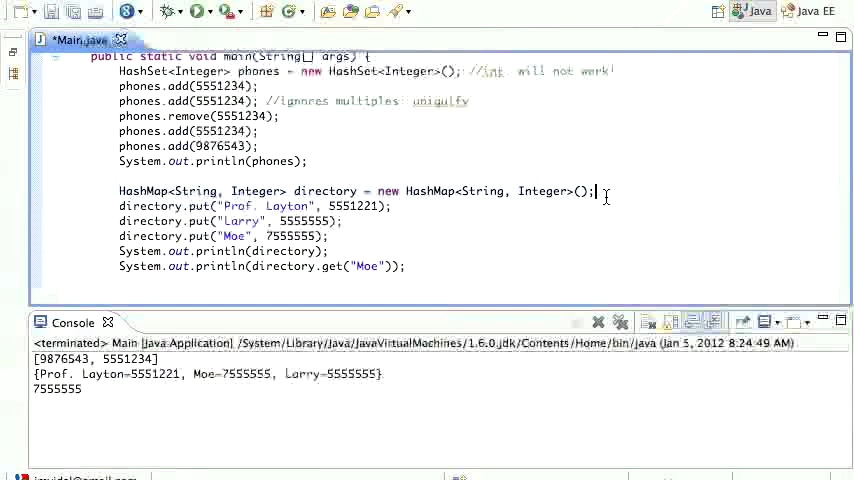 Java
Java EE
*Main.java
public static void main(String[] args) {
HashSet<Integer> phones = new HashSet<Integer>(); //int will not work!
phones.add(5551234);
phones.add(5551234); //ignores multiples: uniquify
phones.remove(5551234);
phones.add(5551234);
phones.add(9876543);
System.out.println(phones);
HashMap<String, Integer> directory = new HashMap<String, Integer>();
directory.put("Prof. Layton", 5551221);
directory.put("Larry", 5555555);
directory.put("Moe", 7555555);
System.out.println(directory);
System.out.println(directory.get("Moe"));
Console
<terminated> Main [Java Application] /System/Library/Java/JavaVirtualMachines/1.6.0.jdk/Contents/Home/bin/java (Jan 5, 2012 8:24:49 AM)
[9876543, 5551234]
{Prof. Layton=5551221, Moe=7555555, Larry=5555555}
7555555